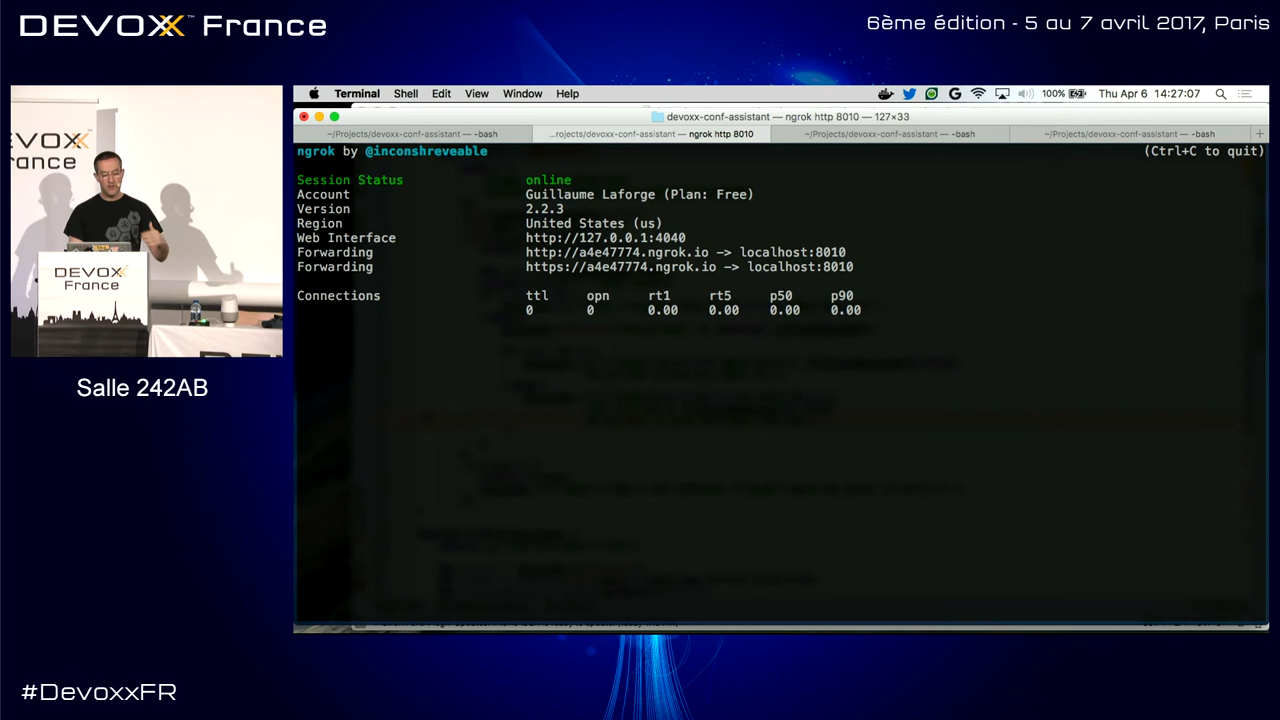 DEVOXX™ France
6ème édition - 5 au 7 avril 2017, Paris
DEVOXX
France
DEVOXX
France
Salle 242AB
#DevoxxFR
Terminal Shell Edit View Window Help
100% Thu Apr 6 14:27:07
devoxx-conf-assistant — ngrok http 8010 — 127×33
~/Projects/devoxx-conf-assistant — -bash
...rojects/devoxx-conf-assistant — ngrok http 8010
~/Projects/devoxx-conf-assistant — -bash
~/Projects/devoxx-conf-assistant — -bash
ngrok by @inconshreveable (Ctrl+C to quit)
Session Status online
Account Guillaume Laforge (Plan: Free)
Version 2.2.3
Region United States (us)
Web Interface http://127.0.0.1:4040
Forwarding http://a4e47774.ngrok.io -> localhost:8010
Forwarding https://a4e47774.ngrok.io -> localhost:8010
Connections ttl opn rt1 rt5 p50 p90
0 0 0.00 0.00 0.00 0.00